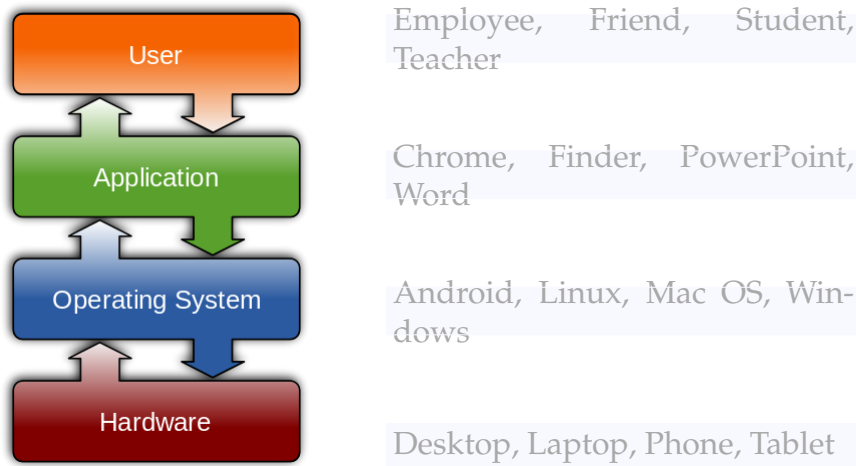 User
Employee, Friend, Student,
Teacher
Application
Chrome, Finder, PowerPoint,
Word
Operating System
Android, Linux, Mac OS, Win-
dows
Hardware
Desktop, Laptop, Phone, Tablet